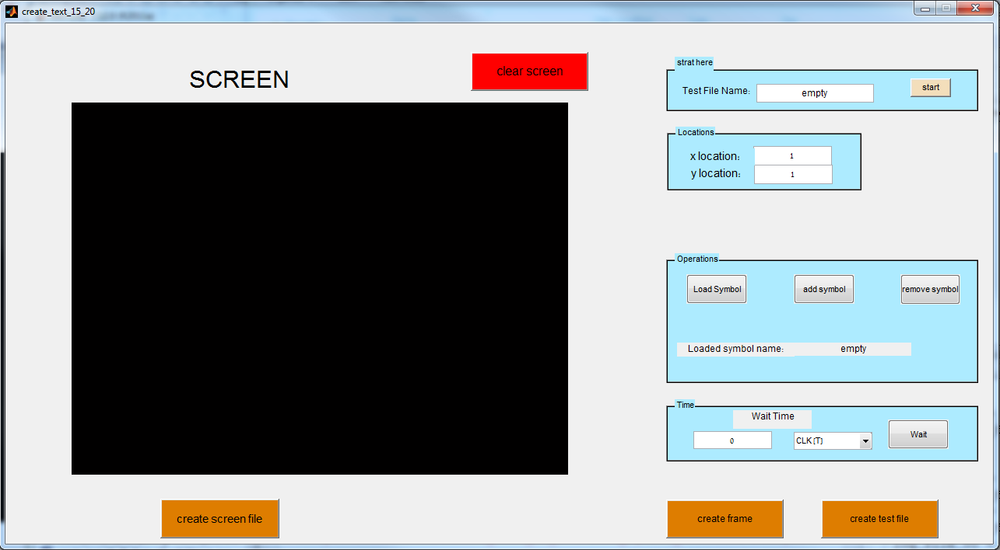 create_text_15_20
SCREEN
clear screen
strat here
Test File Name:
empty
start
Locations
x location:
1
y location:
1
Operations
Load Symbol
add symbol
remove symbol
Loaded symbol name:
empty
Time
Wait Time
0
CLK [T]
Wait
create screen file
create frame
create test file